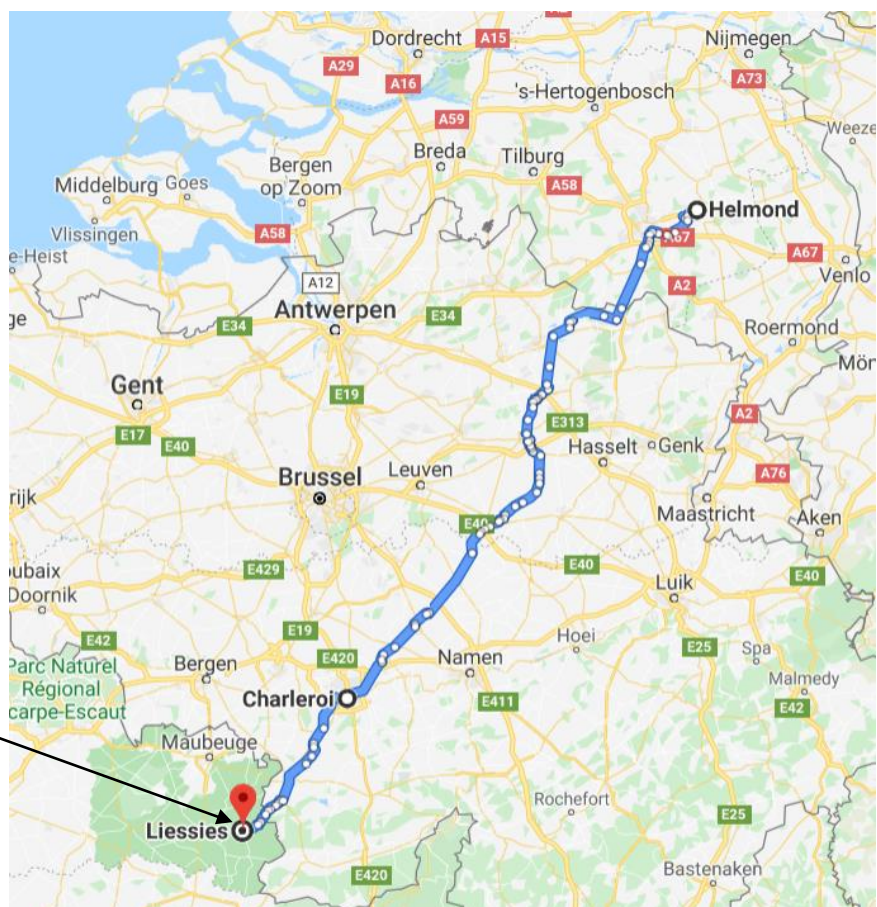 Dordrecht
A15
Nijmegen
A29
A16
A73
's-Hertogenbosch
A59
Weeze
Breda
Tilburg
Bergen
op Zoom
A58
Middelburg
Goes
Helmond
Vlissingen
A58
A67
e-Heist
A67
Venlo
A12
A2
Antwerpen
ge
E34
E34
Roermond
Mön
Gent
E19
A2
E17
E313
E40
Hasselt
Genk
Brussel
Leuven
A76
rijk
Maastricht
Aken
E40
oubaix
E429
E40
E40
Doornik
Luik
E19
Hoei
E25
Spa
E42
E420
Parc Naturel
Régional
carpe-Escaut
Bergen
Namen
Malmedy
Charleroi
E411
E42
Maubeuge
Rochefort
E25
Liessies
E420
Bastenaken